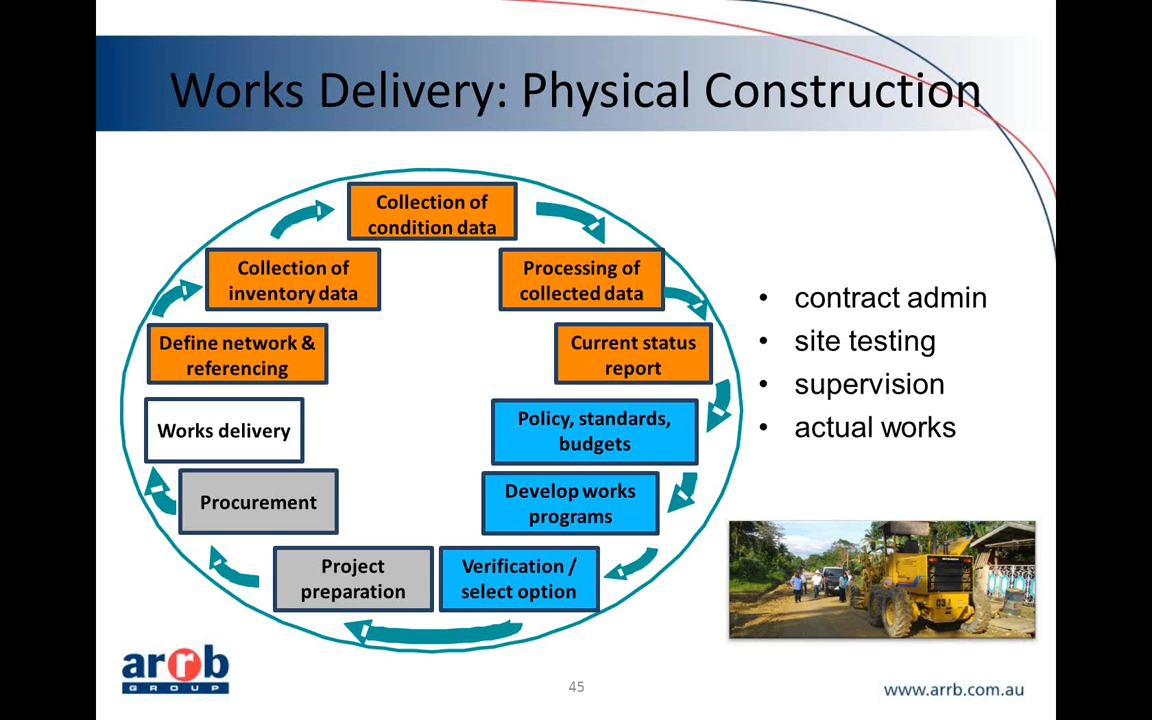 Works Delivery: Physical Construction
Collection of
condition data
Processing of
collected data
Current status
report
Policy, standards,
budgets
Develop works
programs
Verification /
select option
Project
preparation
Procurement
Works delivery
Define network &
referencing
Collection of
inventory data
• contract admin
• site testing
• supervision
• actual works
arrb
GROUP
45
www.arrb.com.au